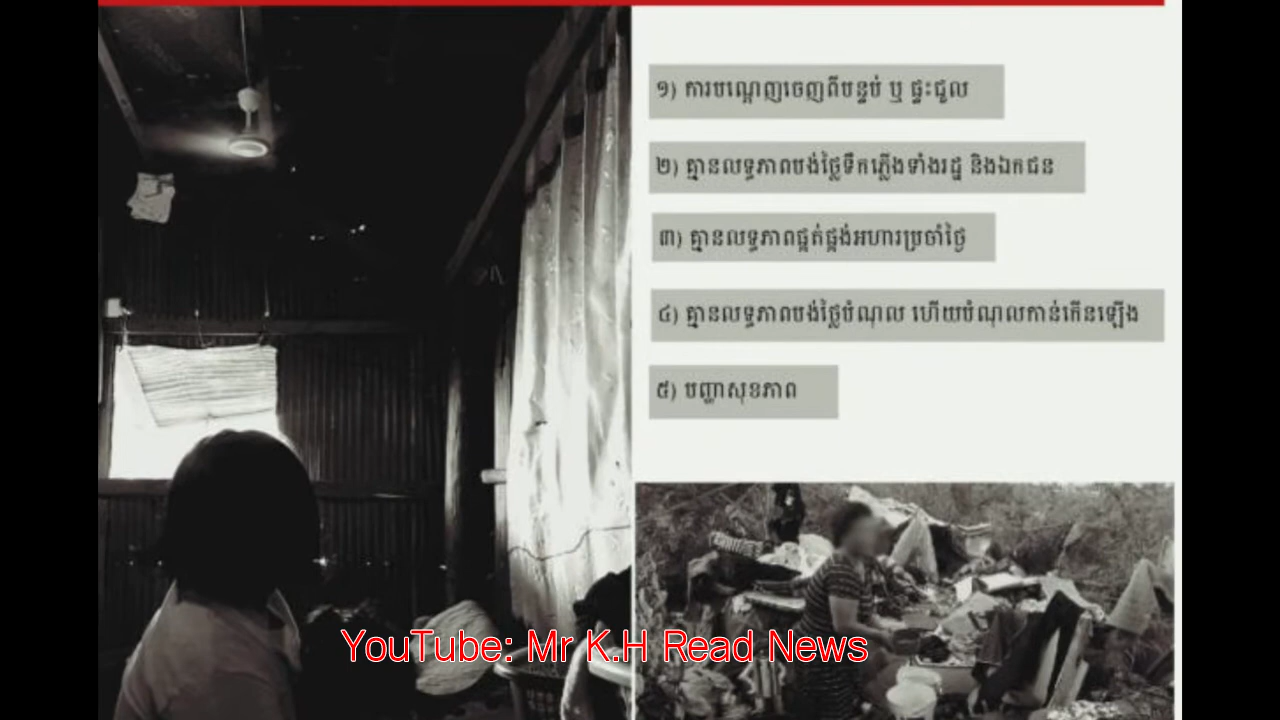 ១) ការបណ្តេញចេញពីបន្ទប់ ឬ ផ្ទះជួល
២) គ្មានលទ្ធភាពបង់ថ្លៃទឹកភ្លើងទាំងរដ្ឋ និងឯកជន
៣) គ្មានលទ្ធភាពផ្គត់ផ្គង់អហារប្រចាំថ្ងៃ
៤) គ្មានលទ្ធភាពបង់ថ្លៃបំណុល ហើយបំណុលកាន់កើនឡើង
៥) បញ្ហាសុខភាព
YouTube: Mr K.H Read News